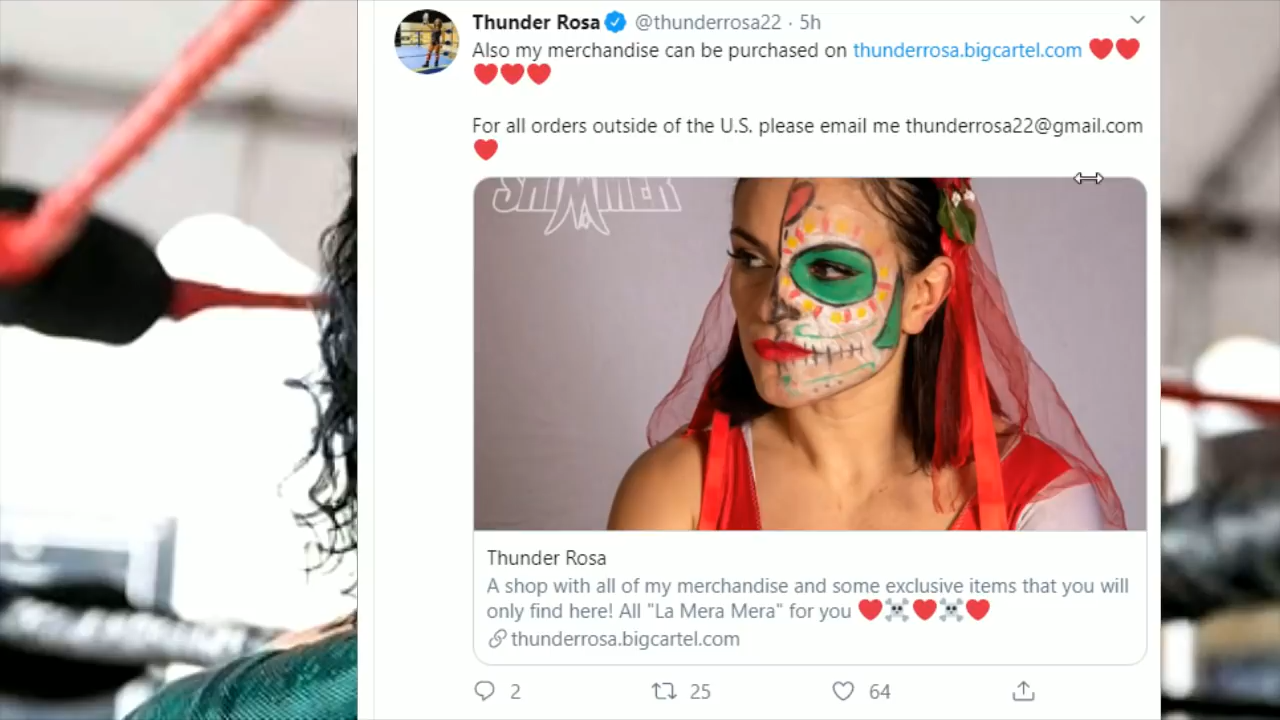 Thunder Rosa @thunderrosa22 · 5h
Also my merchandise can be purchased on thunderrosa.bigcartel.com ❤️❤️
❤️❤️❤️
For all orders outside of the U.S. please email me thunderrosa22@gmail.com
❤️
SHIMMER
Thunder Rosa
A shop with all of my merchandise and some exclusive items that you will
only find here! All "La Mera Mera" for you ❤️☠️❤️☠️❤️
thunderrosa.bigcartel.com
2 25 64